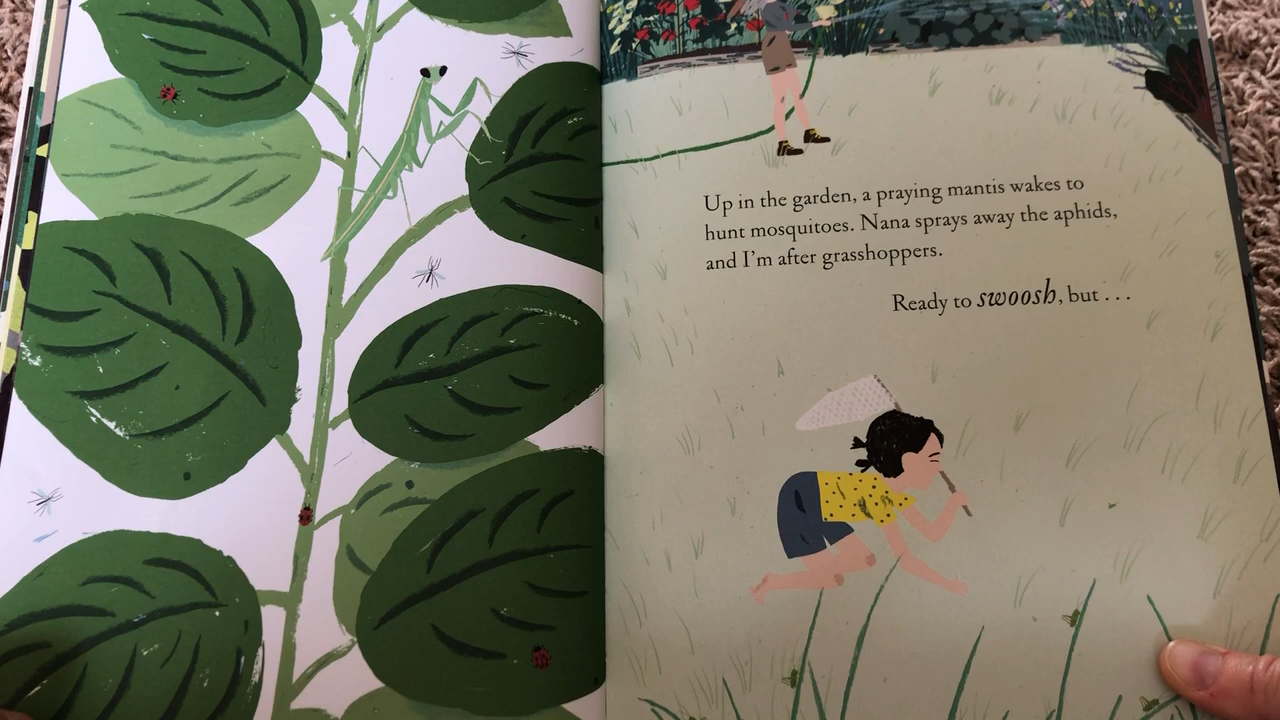 Up in the garden, a praying mantis wakes to
hunt mosquitoes. Nana sprays away the aphids,
and I'm after grasshoppers.
Ready to swoosh, but . . .